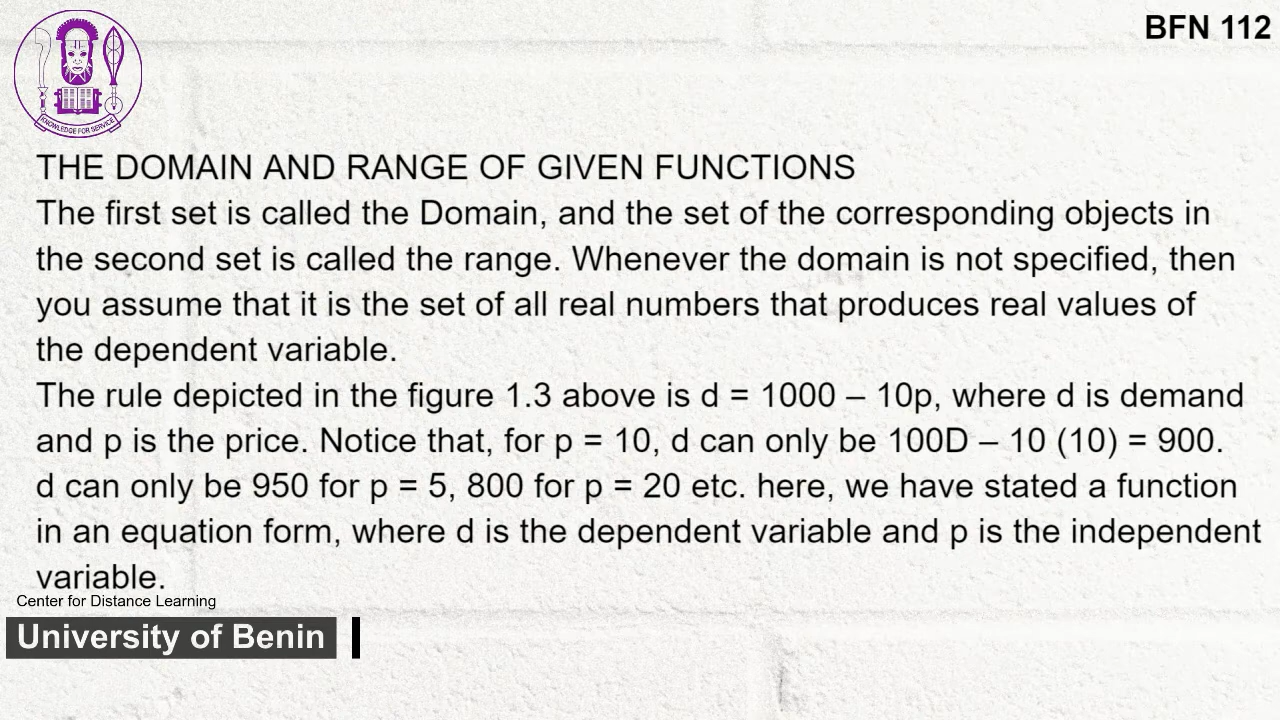 BFN 112
KNOWLEDGE FOR SERVICE
THE DOMAIN AND RANGE OF GIVEN FUNCTIONS
The first set is called the Domain, and the set of the corresponding objects in
the second set is called the range. Whenever the domain is not specified, then
you assume that it is the set of all real numbers that produces real values of
the dependent variable.
The rule depicted in the figure 1.3 above is d = 1000 – 10p, where d is demand
and p is the price. Notice that, for p = 10, d can only be 100D – 10 (10) = 900.
d can only be 950 for p = 5, 800 for p = 20 etc. here, we have stated a function
in an equation form, where d is the dependent variable and p is the independent
variable.
Center for Distance Learning
University of Benin